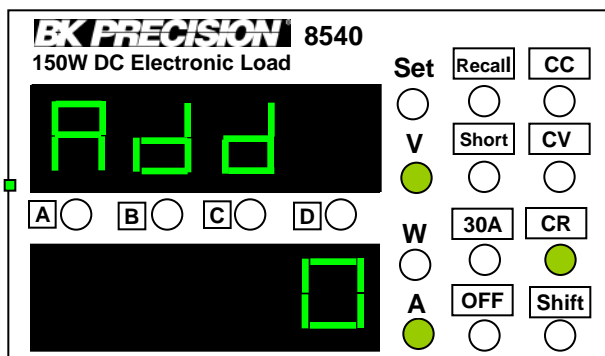 BK PRECISION 8540
150W DC Electronic Load
Set Recall CC
Add
V Short CV
A B C D
W 30A CR
0
A OFF Shift